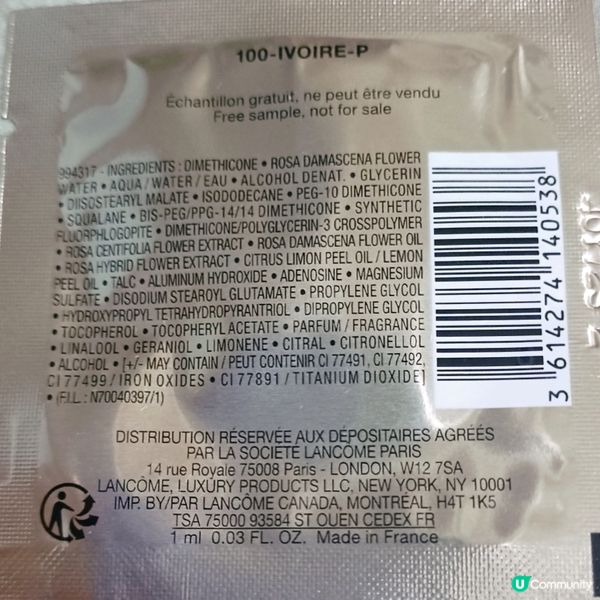 100-IVOIRE-P
Échantillon gratuit, ne peut être vendu
Free sample, not for sale
994317 - INGREDIENTS : DIMETHICONE • ROSA DAMASCENA FLOWER
WATER • AQUA / WATER / EAU • ALCOHOL DENAT. • GLYCERIN
• DIISOSTEARYL MALATE • ISODODECANE • PEG-10 DIMETHICONE
• SQUALANE • BIS-PEG/PPG-14/14 DIMETHICONE • SYNTHETIC
FLUORPHLOGOPITE • DIMETHICONE/POLYGLYCERIN-3 CROSSPOLYMER
• ROSA CENTIFOLIA FLOWER EXTRACT • ROSA DAMASCENA FLOWER OIL
• ROSA HYBRID FLOWER EXTRACT • CITRUS LIMON PEEL OIL / LEMON
PEEL OIL • TALC • ALUMINUM HYDROXIDE • ADENOSINE • MAGNESIUM
SULFATE • DISODIUM STEAROYL GLUTAMATE • PROPYLENE GLYCOL
• HYDROXYPROPYL TETRAHYDROPYRANTRIOL • DIPROPYLENE GLYCOL
• TOCOPHEROL • TOCOPHERYL ACETATE • PARFUM / FRAGRANCE
• LINALOOL • GERANIOL • LIMONENE • CITRAL • CITRONELLOL
• ALCOHOL • [+/- MAY CONTAIN / PEUT CONTENIR CI 77491, CI 77492,
CI 77499 / IRON OXIDES • CI 77891 / TITANIUM DIOXIDE]
• (F.I.L. : N70040397/1)
3 614274 140538
DISTRIBUTION RÉSERVÉE AUX DÉPOSITAIRES AGRÉÉS
PAR LA SOCIÉTÉ LANCÔME PARIS
14 rue Royale 75008 Paris - LONDON, W12 7SA
LANCÔME, LUXURY PRODUCTS LLC, NEW YORK, NY 10001
IMP. BY/PAR LANCÔME CANADA, MONTRÉAL, H4T 1K5
TSA 75000 93584 ST OUEN CEDEX FR
1 ml 0.03 FL. OZ. Made in France
U Community